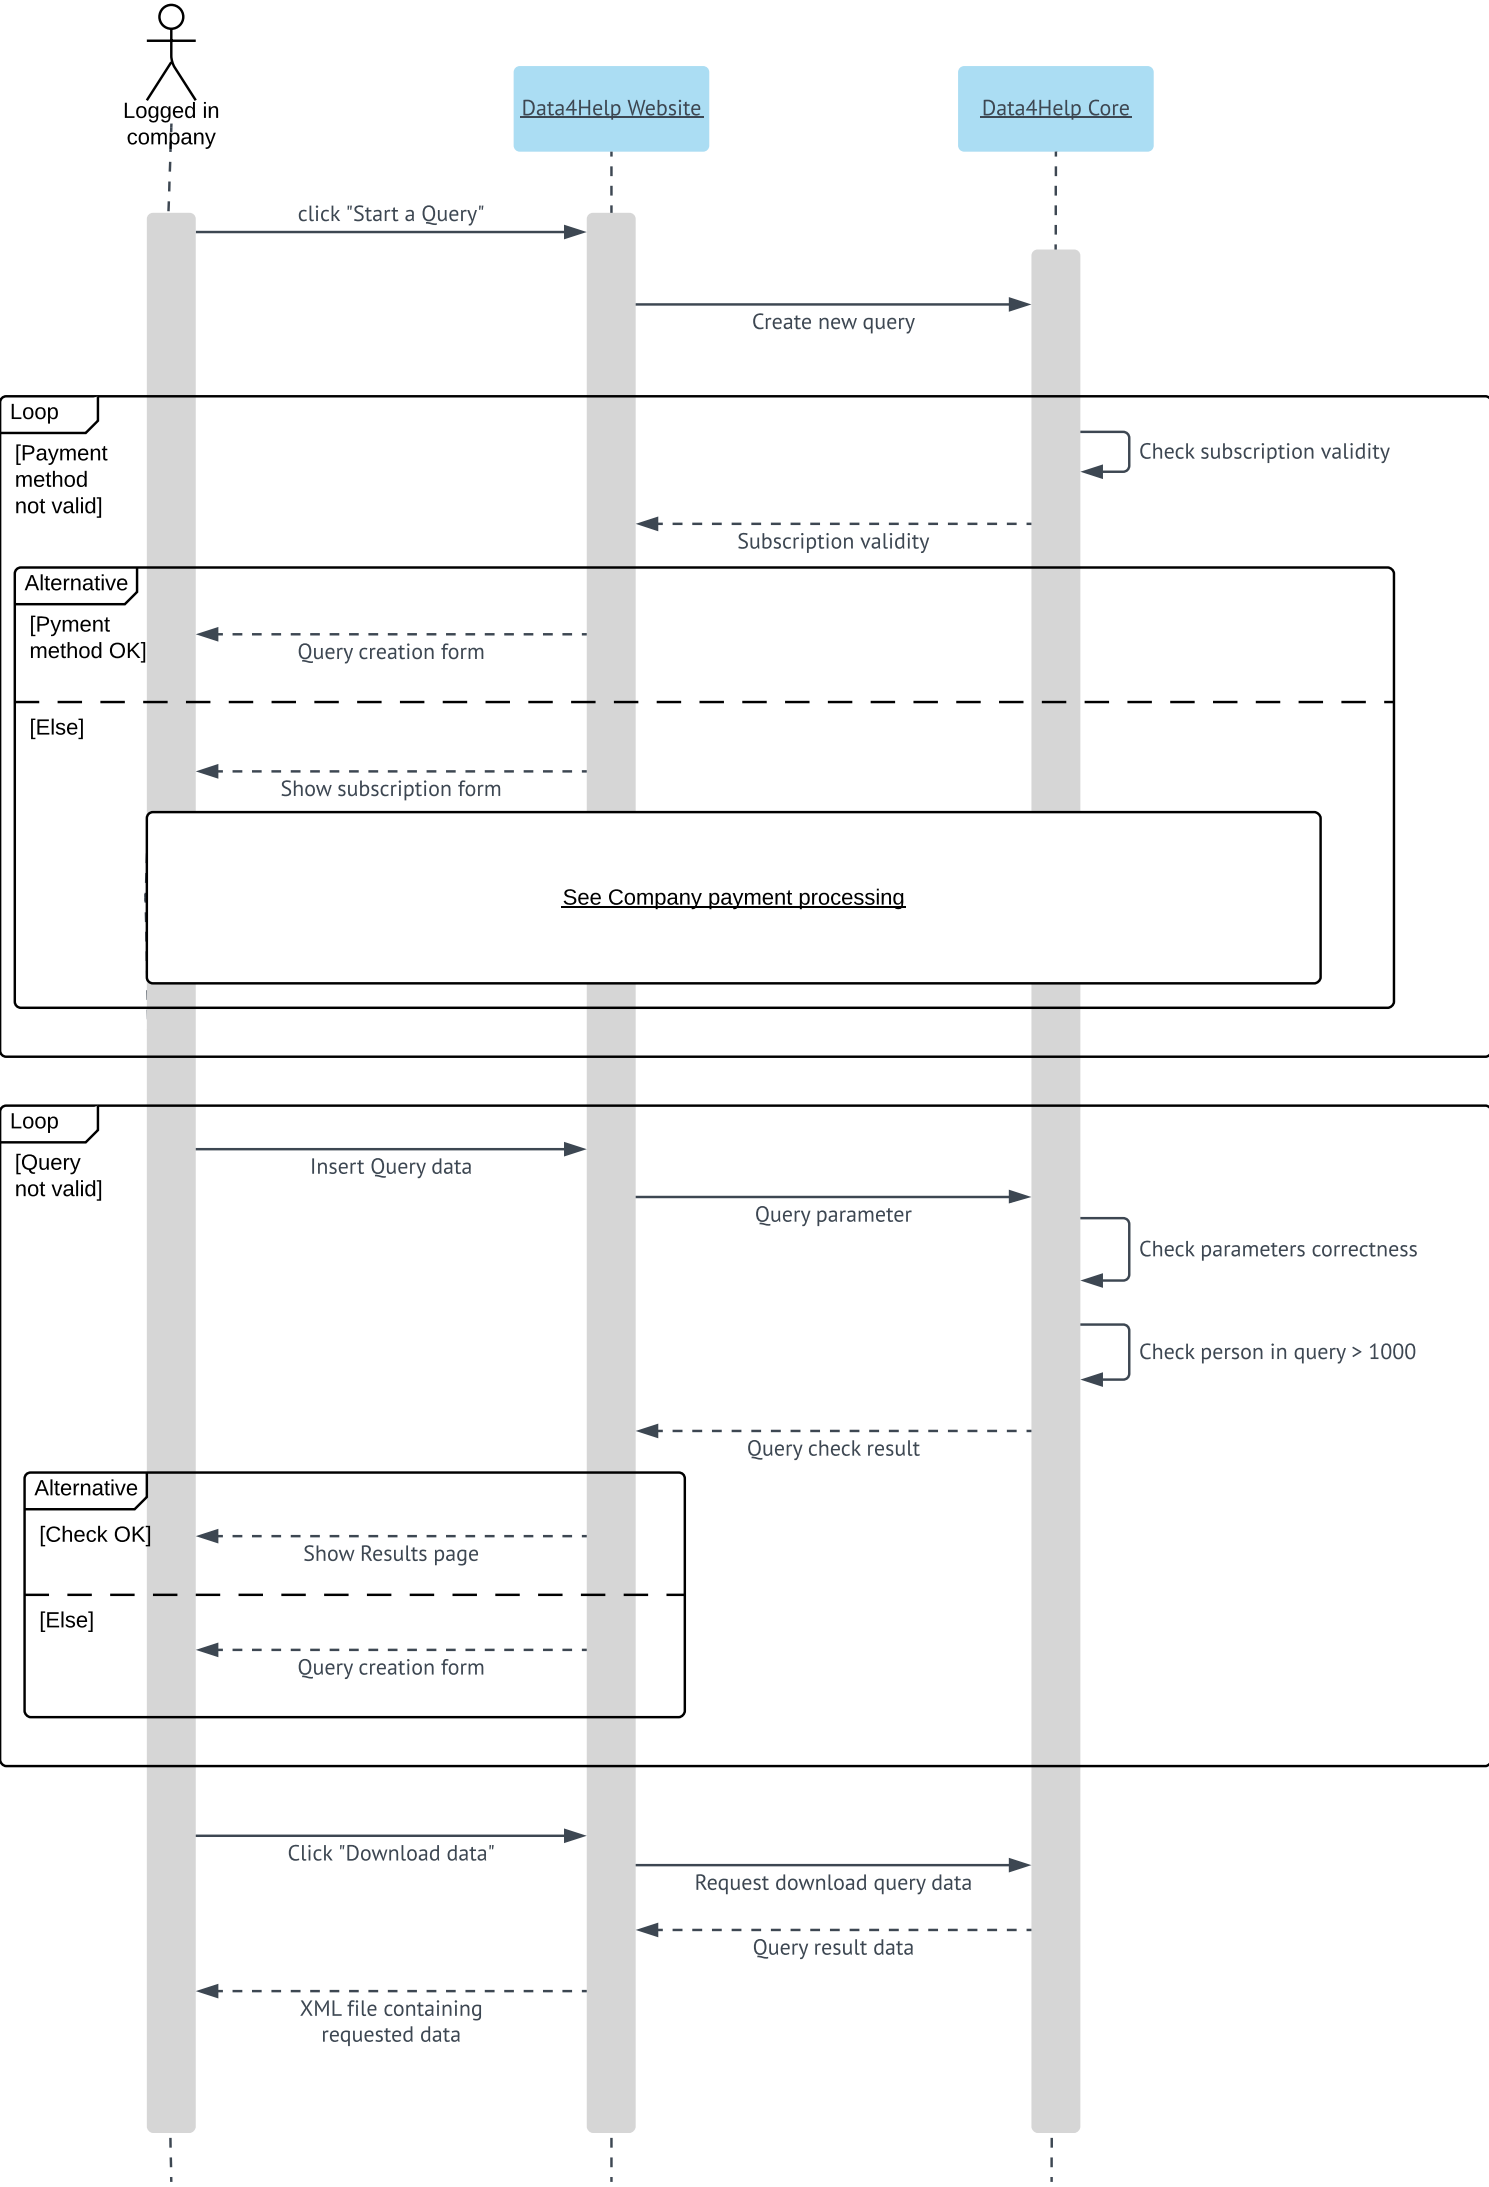 Logged in
company
Data4Help Website
Data4Help Core
click "Start a Query"
Create new query
Loop
[Payment
method
not valid]
Check subscription validity
Subscription validity
Alternative
[Pyment
method OK]
Query creation form
[Else]
Show subscription form
See Company payment processing
Loop
[Query
not valid]
Insert Query data
Query parameter
Check parameters correctness
Check person in query > 1000
Query check result
Alternative
[Check OK]
Show Results page
[Else]
Query creation form
Click "Download data"
Request download query data
Query result data
XML file containing
requested data